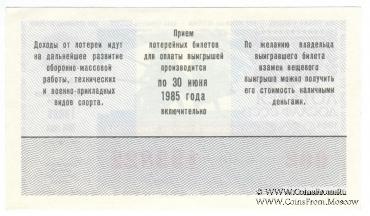 Доходы от лотереи идут
на дальнейшее развитие
оборонно-массовой
работы, технических
и военно-прикладных
видов спорта.
Прием
лотерейных билетов
для оплаты выигрышей
производится
по 30 июня
1985 года
включительно
По желанию владельца
выигравшего билета
взамен вещевого
выигрыша можно получить
его стоимость наличными
деньгами.
© www.CoinsFrom.Ru
www.CoinsFrom.Moscow